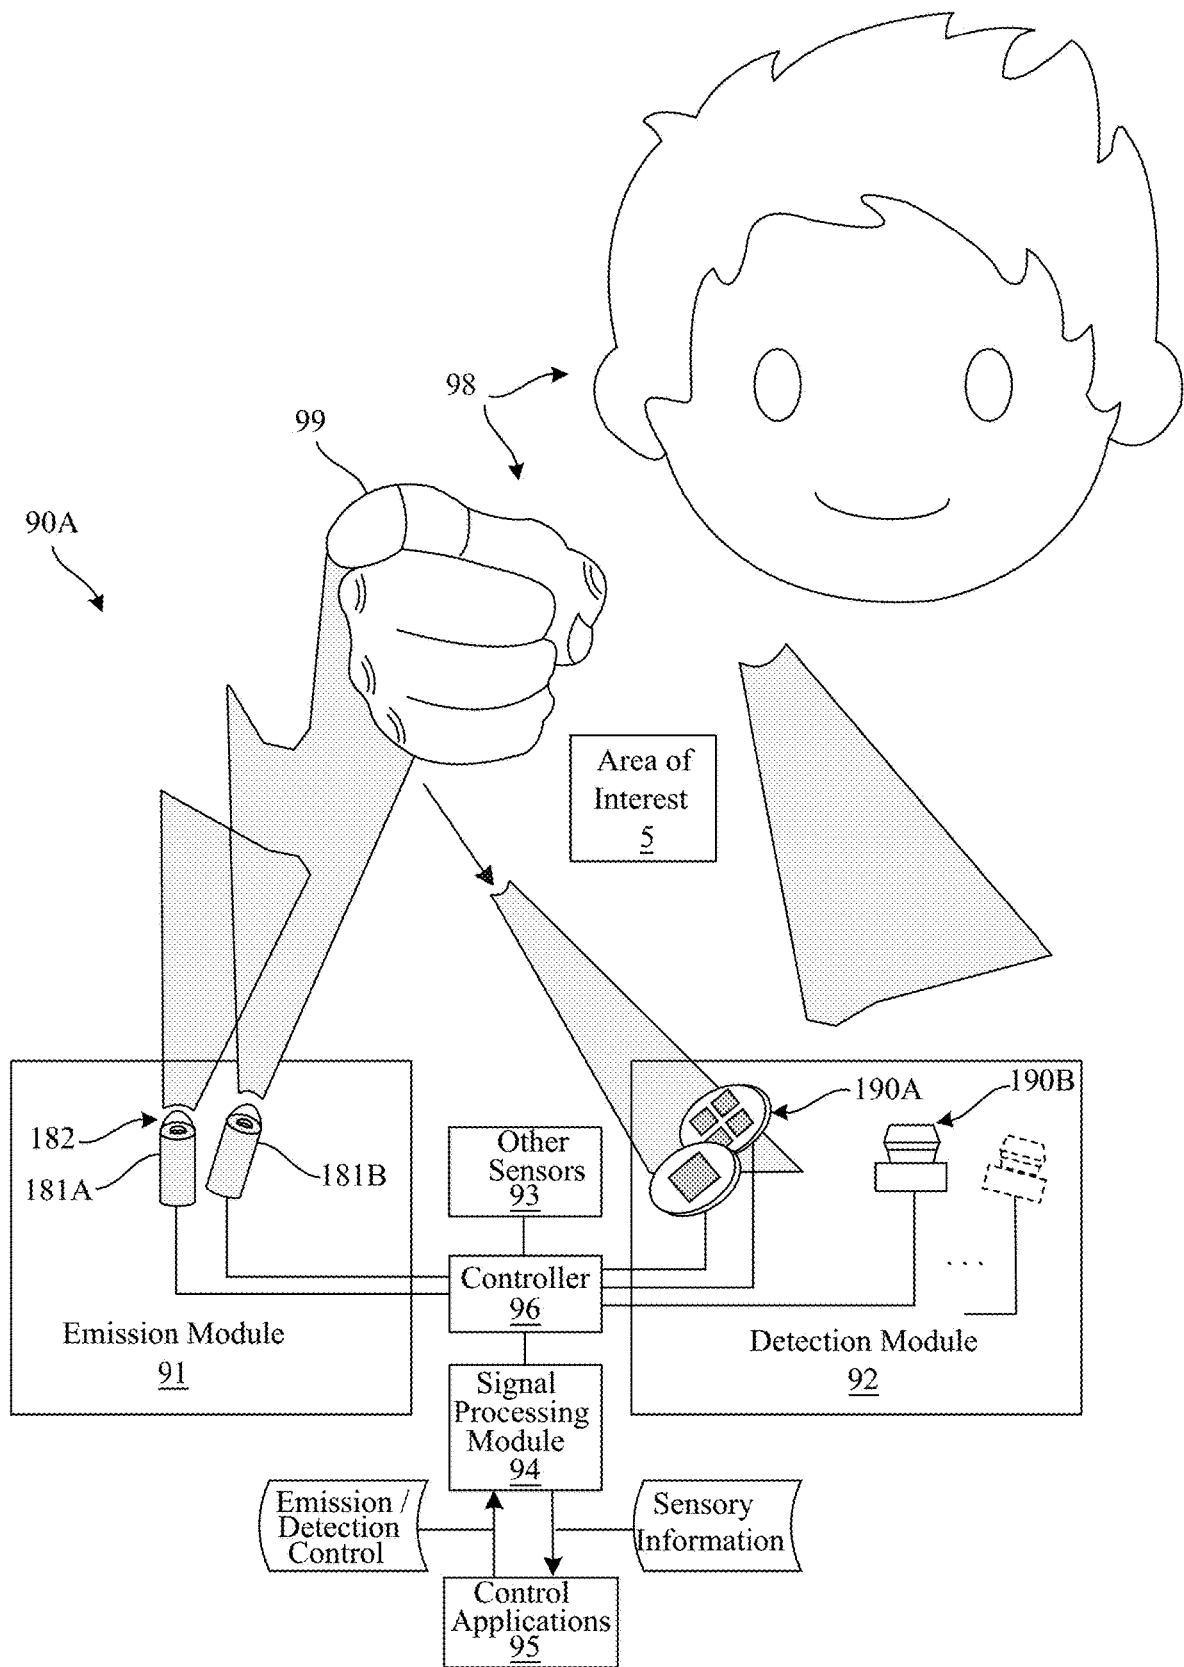 98
99
90A
Area of
Interest
5
190A
190B
182
181A
181B
Other
Sensors
93
Controller
96
Emission Module
91
Detection Module
92
. . .
Signal
Processing
Module
94
Emission /
Detection
Control
Sensory
Information
Control
Applications
95